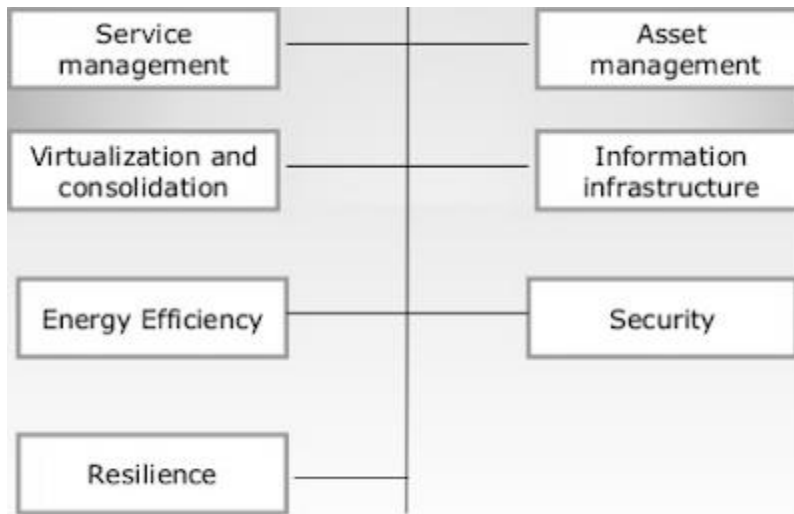 Service
management
Asset
management
Virtualization and
consolidation
Information
infrastructure
Energy Efficiency
Security
Resilience